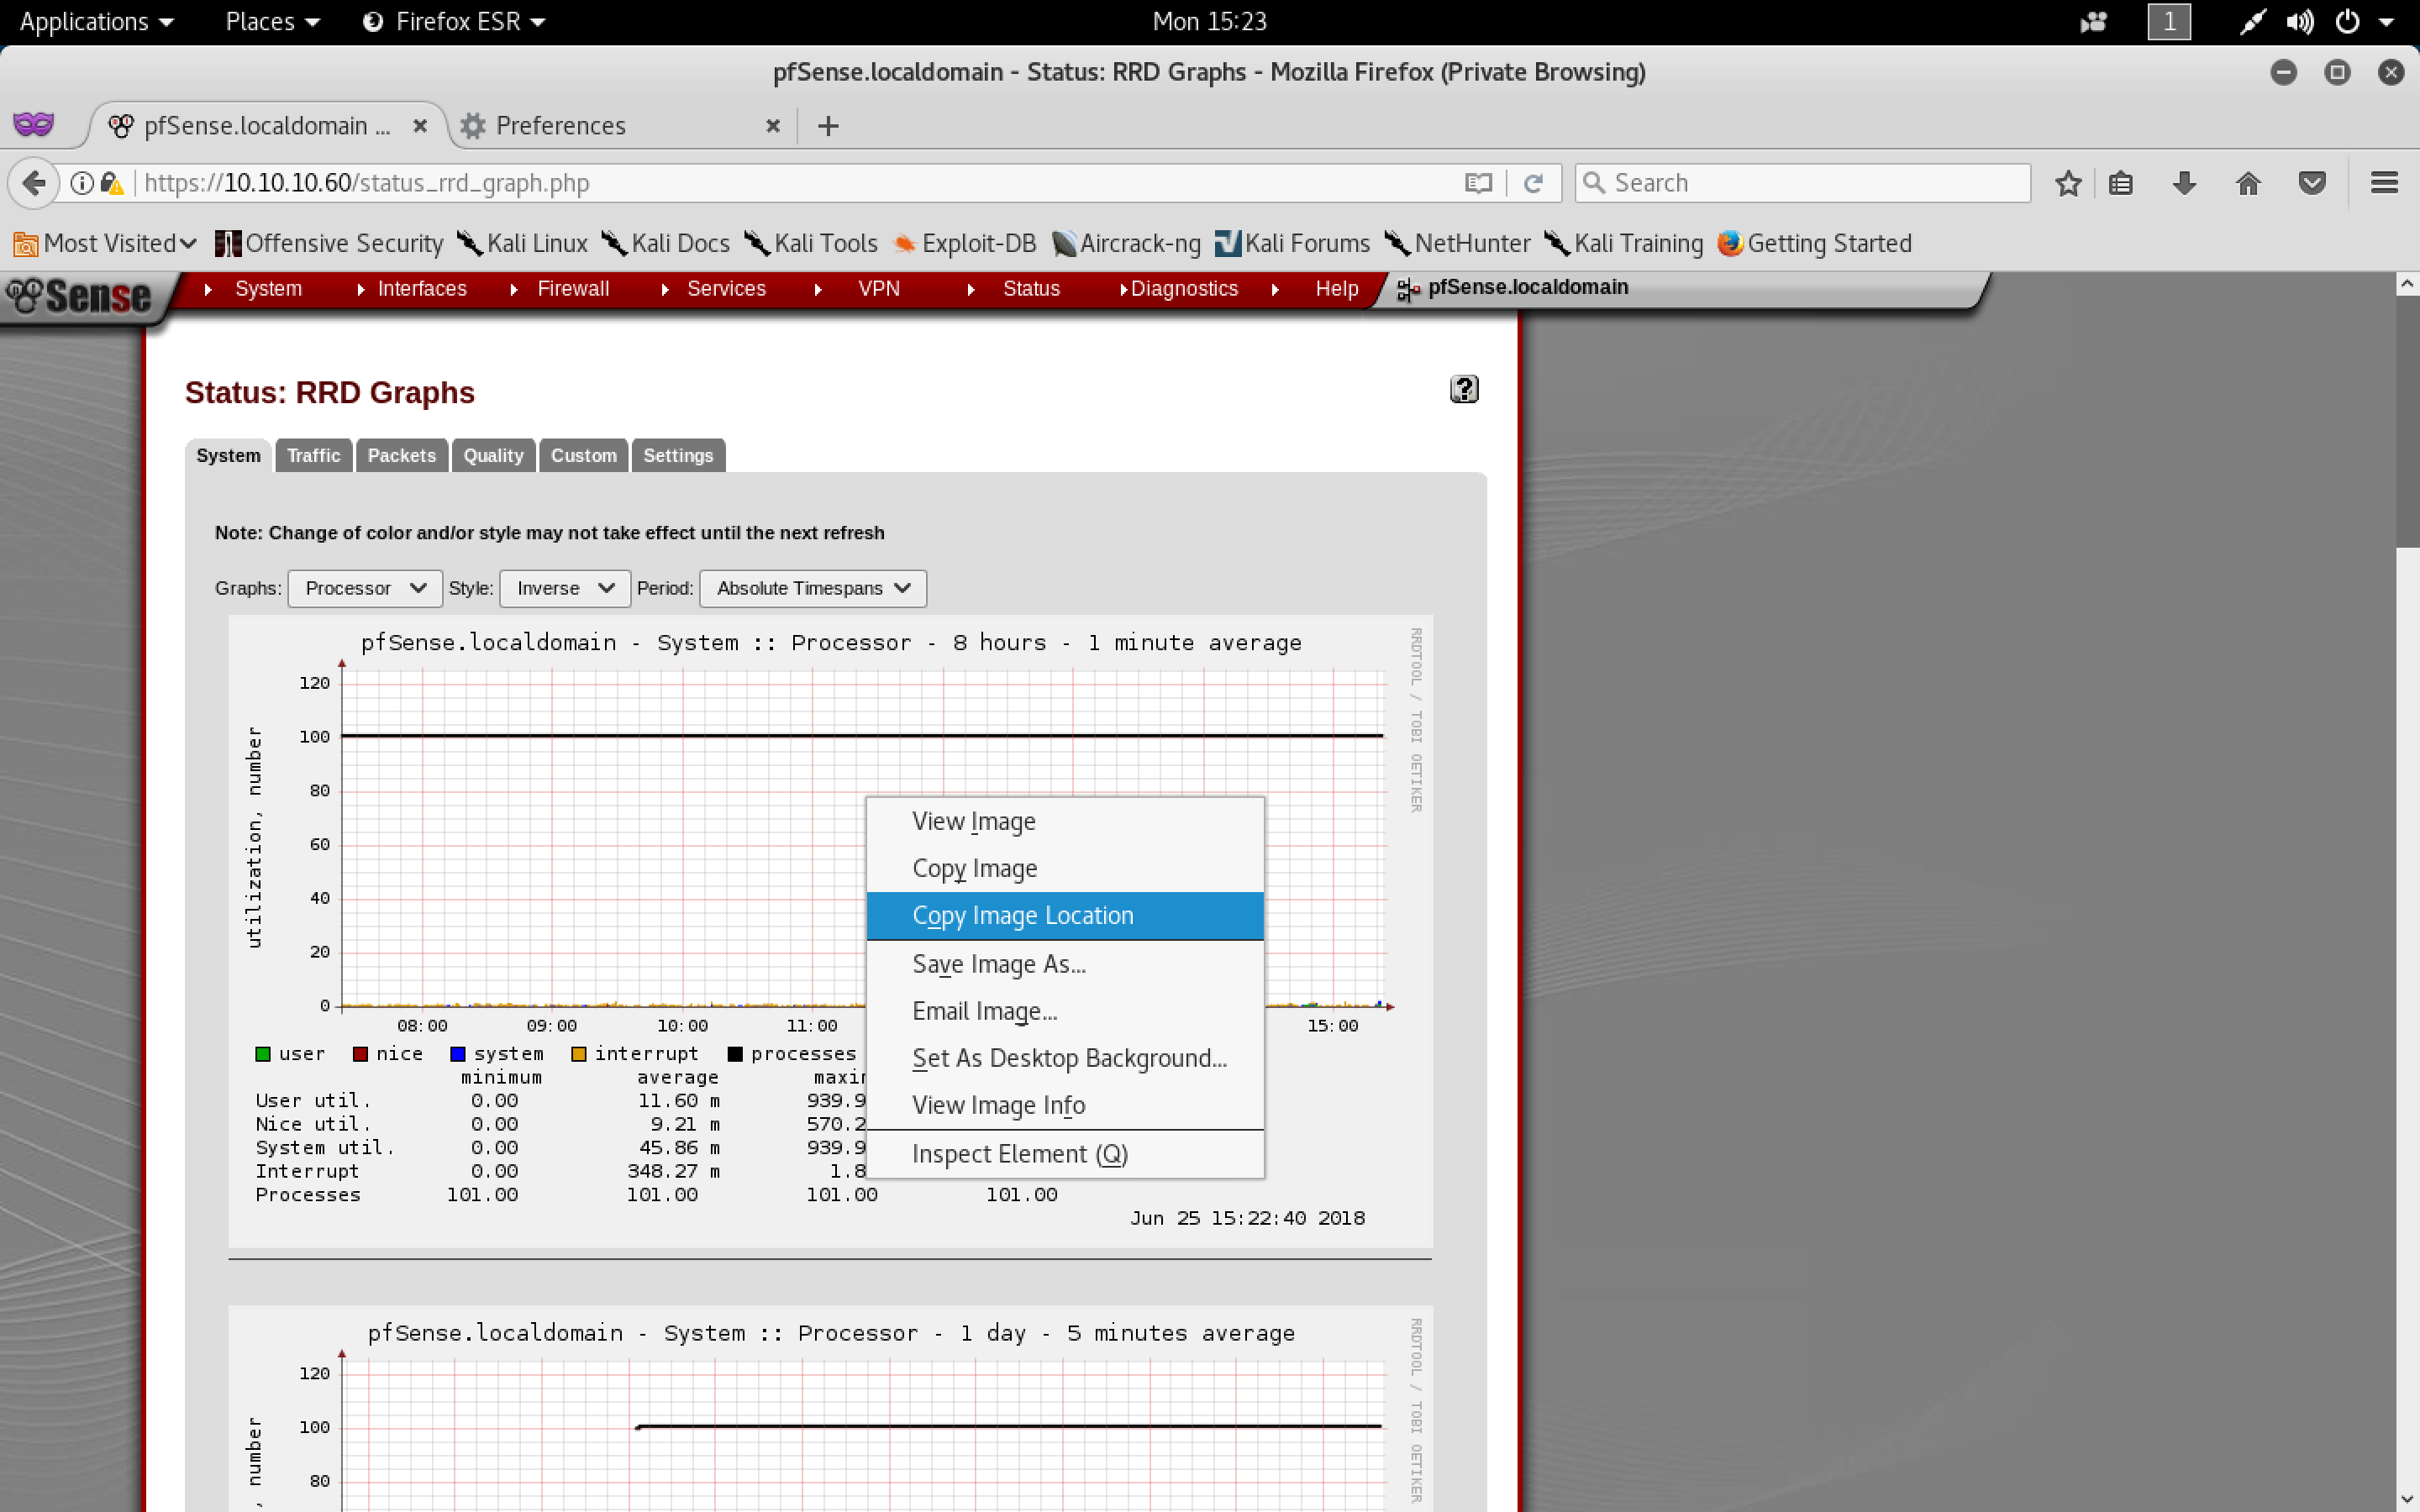 Applications Places Firefox ESR Mon 15:23 1
pfSense.localdomain - Status: RRD Graphs - Mozilla Firefox (Private Browsing)
pfSense.localdomain ... Preferences
https://10.10.10.60/status_rrd_graph.php Search
Most Visited Offensive Security Kali Linux Kali Docs Kali Tools Exploit-DB Aircrack-ng Kali Forums NetHunter Kali Training Getting Started
Sense System Interfaces Firewall Services VPN Status Diagnostics Help pfSense.localdomain
Status: RRD Graphs
System Traffic Packets Quality Custom Settings
Note: Change of color and/or style may not take effect until the next refresh
Graphs: Processor Style: Inverse Period: Absolute Timespans
pfSense.localdomain - System :: Processor - 8 hours - 1 minute average
RRDTOOL / TOBI OETIKER
utilization, number
120
100
80
60
40
20
0
08:00 09:00 10:00 11:00 15:00
user nice system interrupt processes
minimum average maxi
User util. 0.00 11.60 m 939.9
Nice util. 0.00 9.21 m 570.2
System util. 0.00 45.86 m 939.9
Interrupt 0.00 348.27 m 1.8
Processes 101.00 101.00 101.00 101.00
Jun 25 15:22:40 2018
View Image
Copy Image
Copy Image Location
Save Image As...
Email Image...
Set As Desktop Background...
View Image Info
Inspect Element (Q)
pfSense.localdomain - System :: Processor - 1 day - 5 minutes average
RRDTOOL / TOBI OETIKER
, number
120
100
80